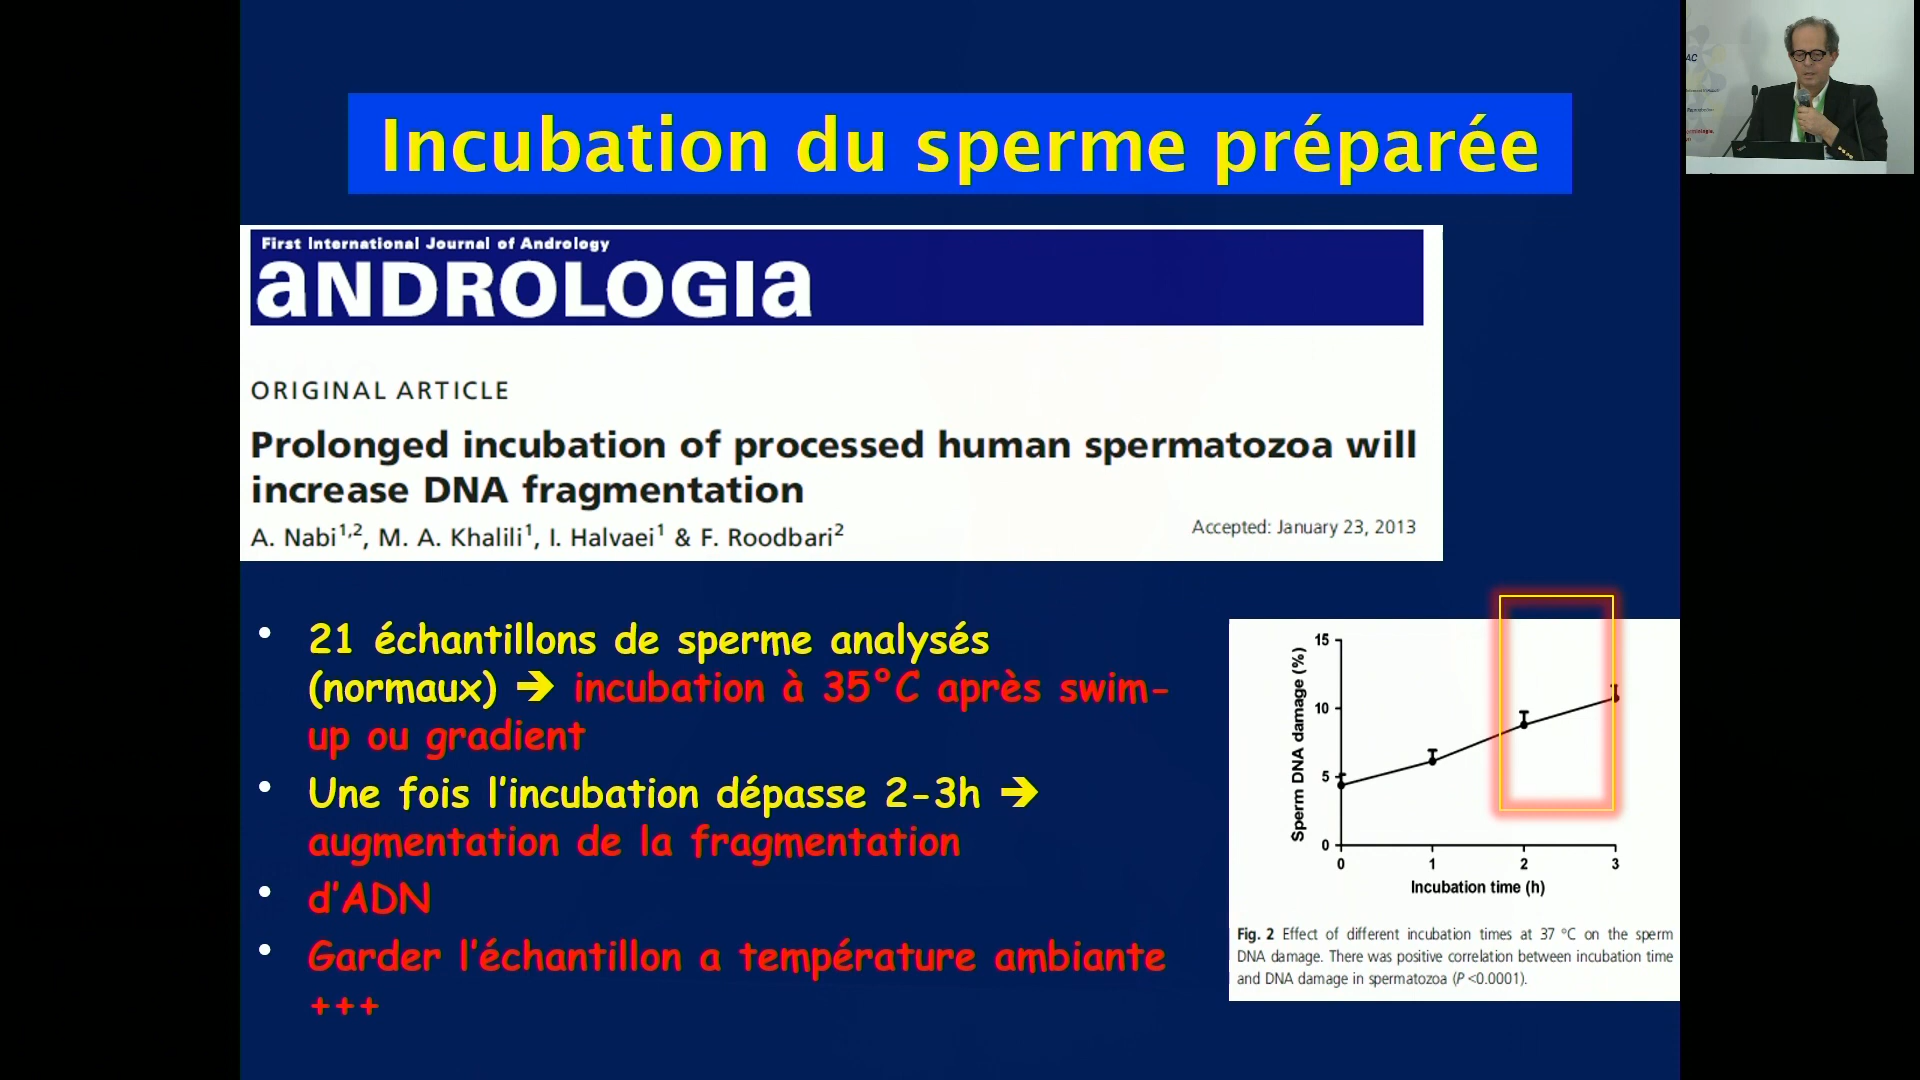 Incubation du sperme préparée
First International Journal of Andrology
aNDROLOGIa
ORIGINAL ARTICLE
Prolonged incubation of processed human spermatozoa will
increase DNA fragmentation
A. Nabi1,2, M. A. Khalili1, I. Halvaei1 & F. Roodbari2
Accepted: January 23, 2013
• 21 échantillons de sperme analysés
(normaux) ➔ incubation à 35°C après swim-
up ou gradient
• Une fois l'incubation dépasse 2-3h ➔
augmentation de la fragmentation
• d'ADN
• Garder l'échantillon a température ambiante
+++
Sperm DNA damage (%)
15
10
5
0
0 1 2 3
Incubation time (h)
Fig. 2 Effect of different incubation times at 37 °C on the sperm
DNA damage. There was positive correlation between incubation time
and DNA damage in spermatozoa (P <0.0001).
AC